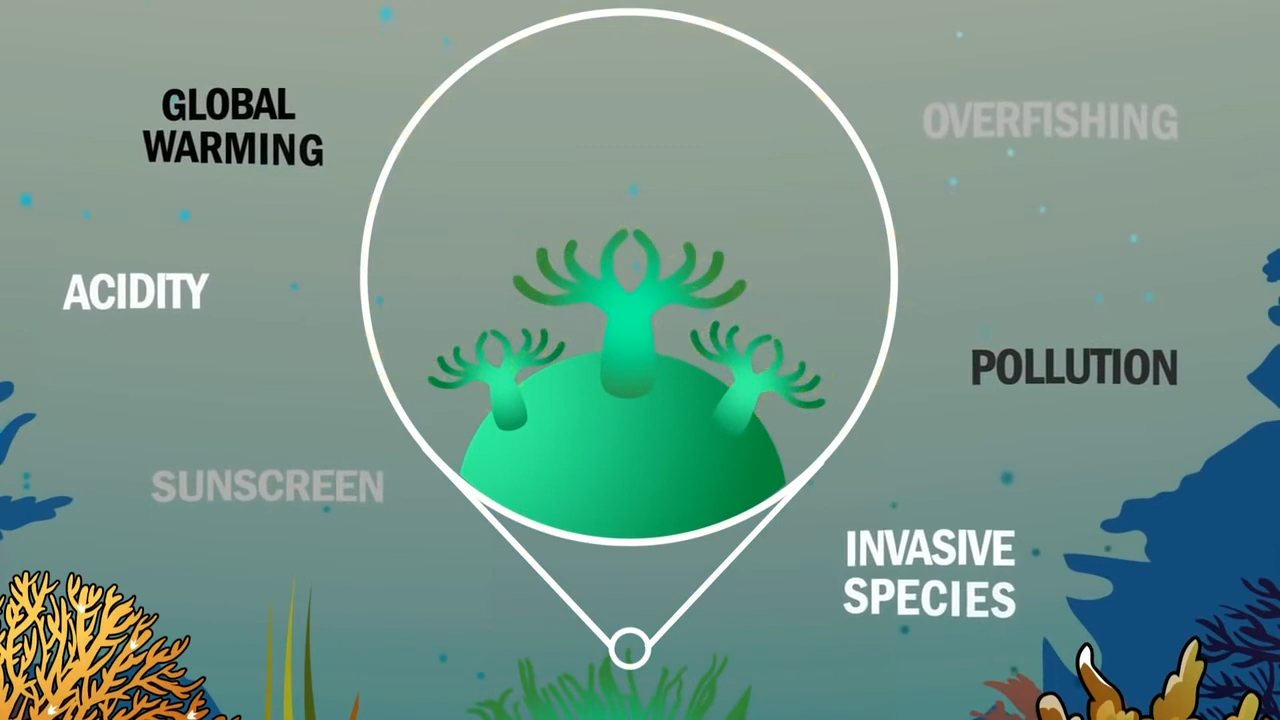 GLOBAL
WARMING
OVERFISHING
ACIDITY
POLLUTION
SUNSCREEN
INVASIVE
SPECIES